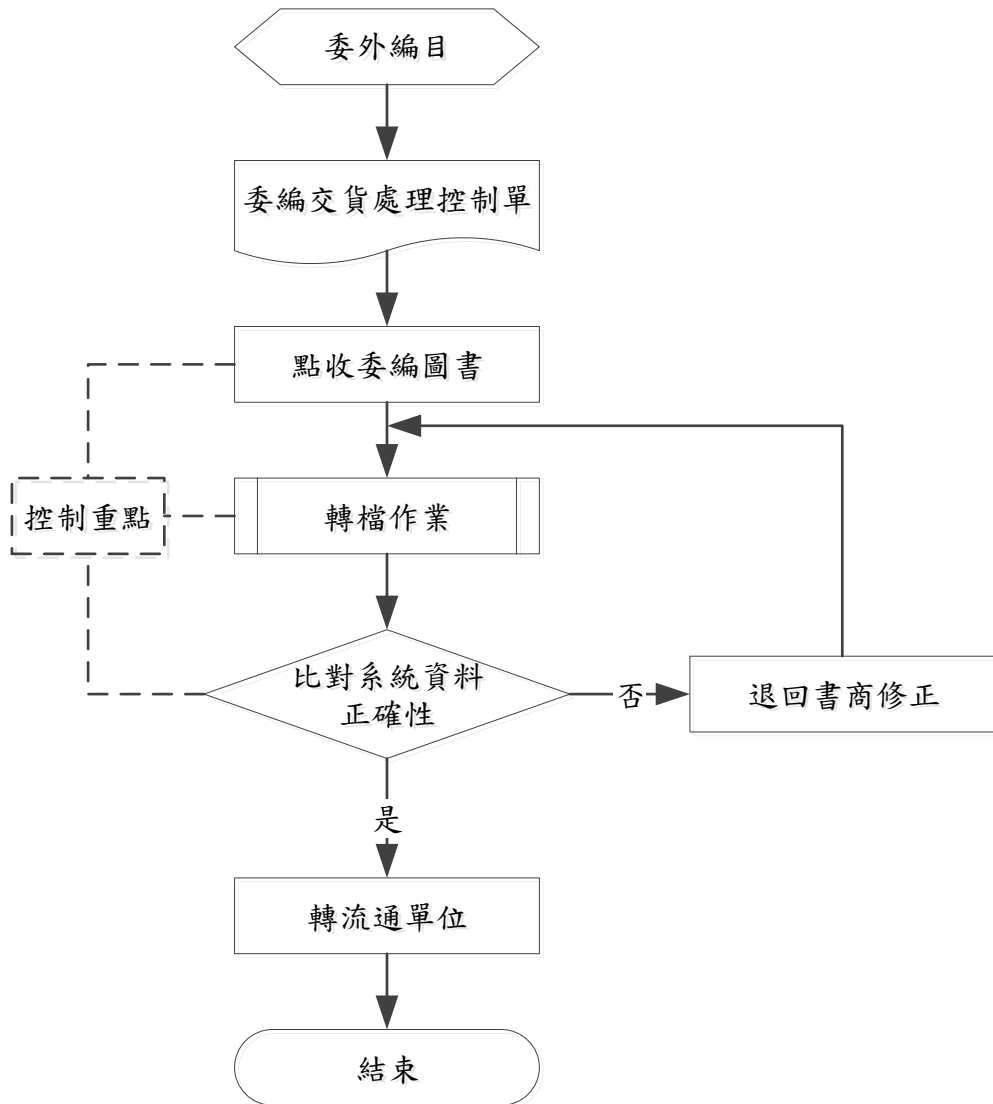 委外編目
委編交貨處理控制單
點收委編圖書
控制重點
轉檔作業
比對系統資料
正確性
否
退回書商修正
是
轉流通單位
結束